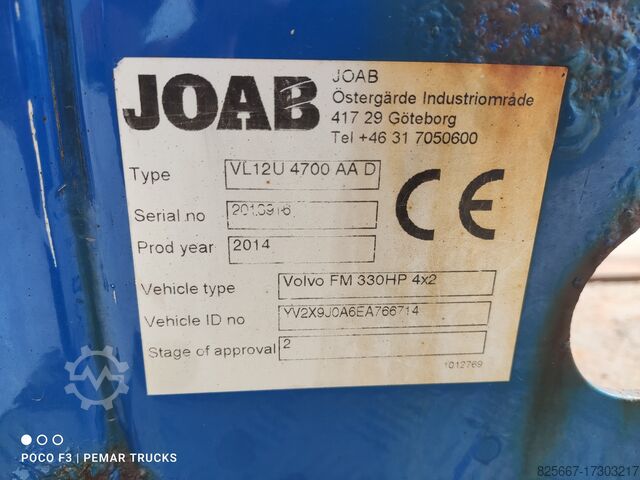 JOAB
JOAB
Östergärde Industriområde
417 29 Göteborg
Tel +46 31 7050600
Type VL12U 4700 AA D
Serial.no
Prod year 2014
Vehicle type Volvo FM 330HP 4x2
Vehicle ID no YV2X9J0A6EA766714
Stage of approval 2
CE
1012769
POCO F3 | PEMAR TRUCKS
825667-17303217